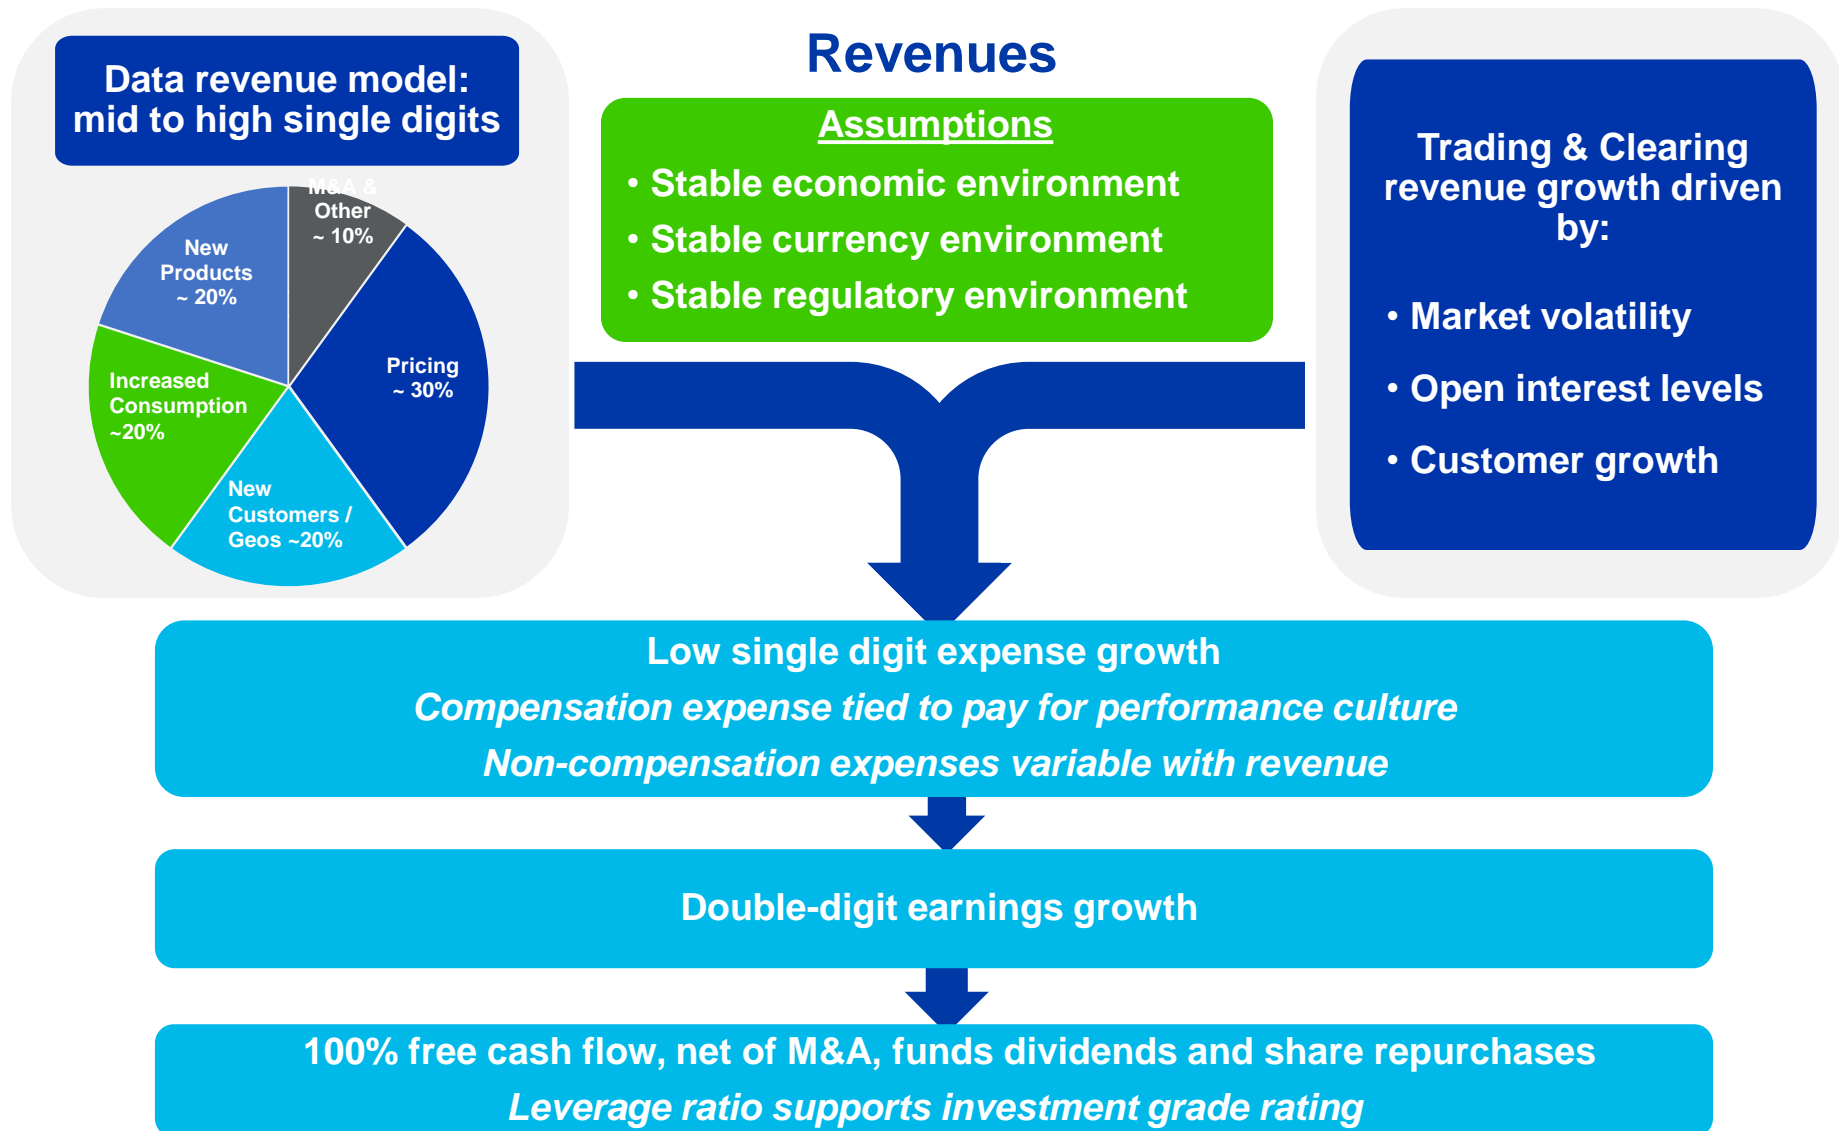 Data revenue model:
mid to high single digits
M&A &
Other
~ 10%
Pricing
~ 30%
New
Customers /
Geos ~20%
Increased
Consumption
~20%
New
Products
~ 20%
Revenues
Assumptions
• Stable economic environment
• Stable currency environment
• Stable regulatory environment
Trading & Clearing
revenue growth driven
by:
• Market volatility
• Open interest levels
• Customer growth
Low single digit expense growth
Compensation expense tied to pay for performance culture
Non-compensation expenses variable with revenue
Double-digit earnings growth
100% free cash flow, net of M&A, funds dividends and share repurchases
Leverage ratio supports investment grade rating